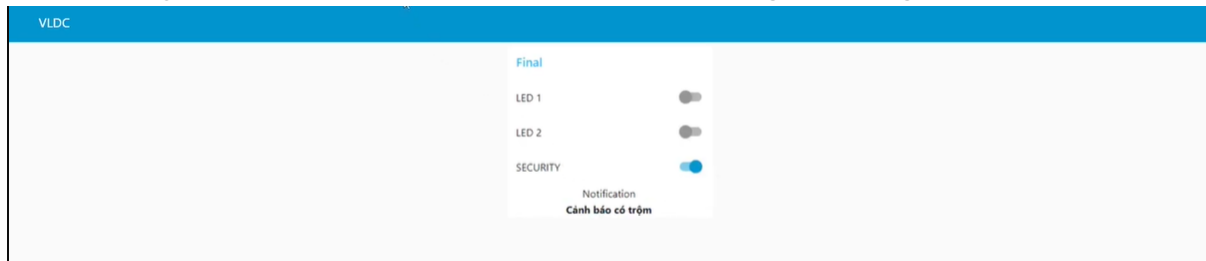 VLDC
Final
LED 1
LED 2
SECURITY
Notification
Cảnh báo có trộm